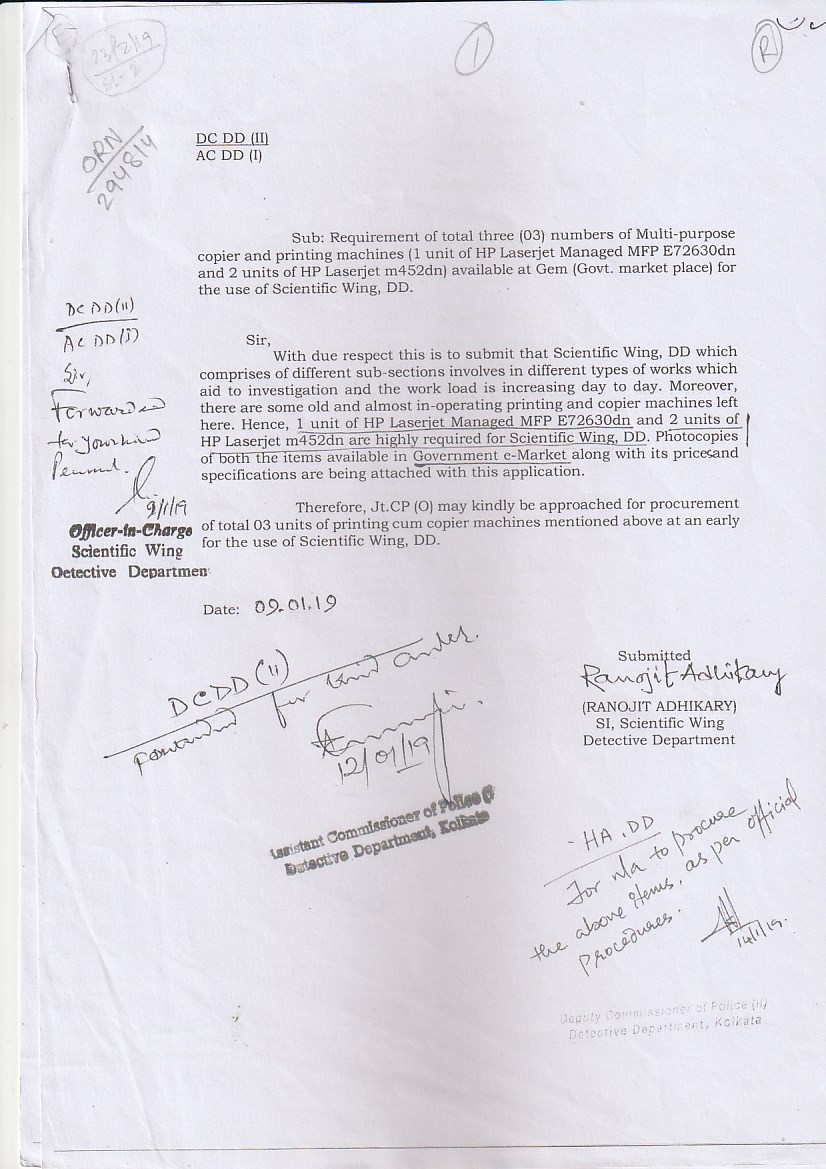 23/2/19
SL-2
1
R
ORN
294814
DC DD (II)
AC DD (I)
Sub: Requirement of total three (03) numbers of Multi-purpose
copier and printing machines (1 unit of HP Laserjet Managed MFP E72630dn
and 2 units of HP Laserjet m452dn) available at Gem (Govt. market place) for
the use of Scientific Wing, DD.
Sir,
With due respect this is to submit that Scientific Wing, DD which
comprises of different sub-sections involves in different types of works which
aid to investigation and the work load is increasing day to day. Moreover,
there are some old and almost in-operating printing and copier machines left
here. Hence, 1 unit of HP Laserjet Managed MFP E72630dn and 2 units of
HP Laserjet m452dn are highly required for Scientific Wing, DD. Photocopies
of both the items available in Government e-Market along with its pricesand
specifications are being attached with this application.
Therefore, Jt.CP (O) may kindly be approached for procurement
of total 03 units of printing cum copier machines mentioned above at an early
for the use of Scientific Wing, DD.
DC DD(II)
AC DD(I)
Sir,
Forwarded
for your kind
Perusal.
9/1/19
Officer-in-Charge
Scientific Wing
Detective Departmen
Date: 09.01.19
DCDD (II)
Forwarded for kind order.
12/01/19
Assistant Commissioner of Police (I
Detective Department, Kolkata
Submitted
Ranojit Adhikary
(RANOJIT ADHIKARY)
SI, Scientific Wing
Detective Department
- HA, DD
For n/a to procure
the above items, as per official
procedures.
14/1/19.
Deputy Commissioner of Police (II)
Detective Department, Kolkata